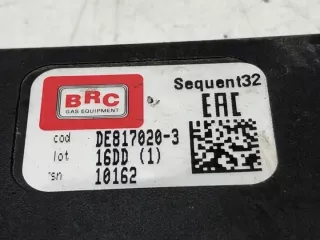 BRC
GAS EQUIPMENT
Sequent32
EAC
cod DE817020-3
lot 16DD (1)
sn 10162